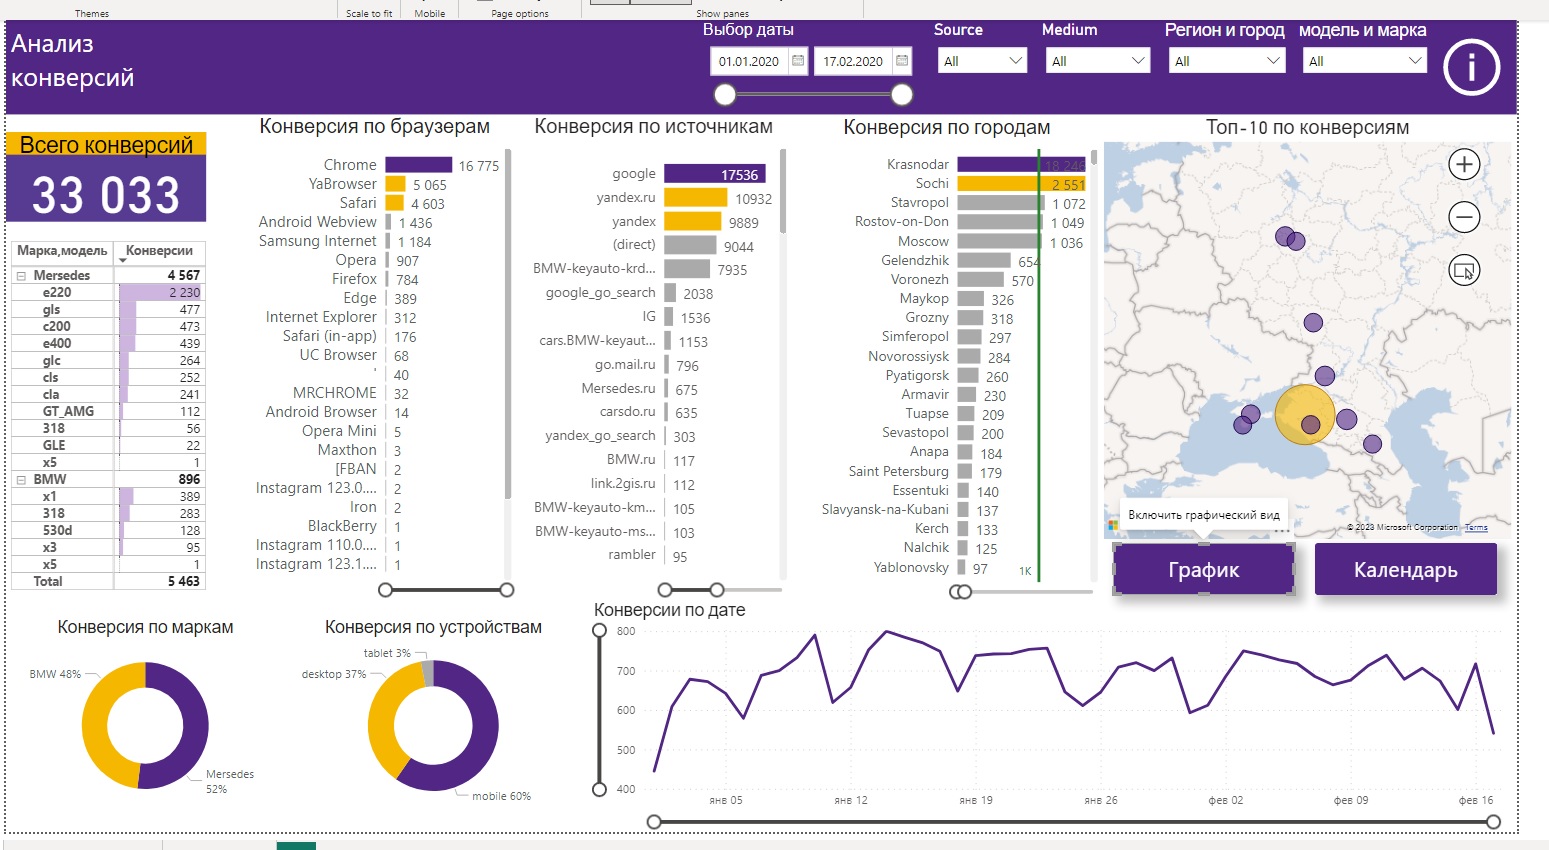 Themes
Scale to fit
Mobile
Page options
Show panes
Анализ
конверсий
Выбор даты
01.01.2020
17.02.2020
Source
All
Medium
All
Регион и город
All
модель и марка
All
Всего конверсий
33 033
Марка,модель Конверсии
Mersedes 4 567
e220 2 230
gls 477
c200 473
e400 439
glc 264
cls 252
cla 241
GT_AMG 112
318 56
GLE 22
x5 1
BMW 896
x1 389
318 283
530d 128
x3 95
x5 1
Total 5 463
Конверсия по браузерам
Chrome 16 775
YaBrowser 5 065
Safari 4 603
Android Webview 1 436
Samsung Internet 1 184
Opera 907
Firefox 784
Edge 389
Internet Explorer 312
Safari (in-app) 176
UC Browser 68
' 40
MRCHROME 32
Android Browser 14
Opera Mini 5
Maxthon 3
[FBAN 2
Instagram 123.0.... 2
Iron 2
BlackBerry 1
Instagram 110.0.... 1
Instagram 123.1.... 1
Конверсия по источникам
google 17536
yandex.ru 10932
yandex 9889
(direct) 9044
BMW-keyauto-krd... 7935
google_go_search 2038
IG 1536
cars.BMW-keyaut... 1153
go.mail.ru 796
Mersedes.ru 675
carsdo.ru 635
yandex_go_search 303
BMW.ru 117
link.2gis.ru 112
BMW-keyauto-km... 105
BMW-keyauto-ms... 103
rambler 95
Конверсия по городам
Krasnodar 18 246
Sochi 2 551
Stavropol 1 072
Rostov-on-Don 1 049
Moscow 1 036
Gelendzhik 654
Voronezh 570
Maykop 326
Grozny 318
Simferopol 297
Novorossiysk 284
Pyatigorsk 260
Armavir 230
Tuapse 209
Sevastopol 200
Anapa 184
Saint Petersburg 179
Essentuki 140
Slavyansk-na-Kubani 137
Kerch 133
Nalchik 125
Yablonovsky 97
1K
Топ-10 по конверсиям
Включить графический вид
© 2023 Microsoft Corporation Terms
График
Календарь
Конверсия по маркам
BMW 48%
Mersedes
52%
Конверсия по устройствам
tablet 3%
desktop 37%
mobile 60%
Конверсии по дате
800
700
600
500
400
янв 05
янв 12
янв 19
янв 26
фев 02
фев 09
фев 16